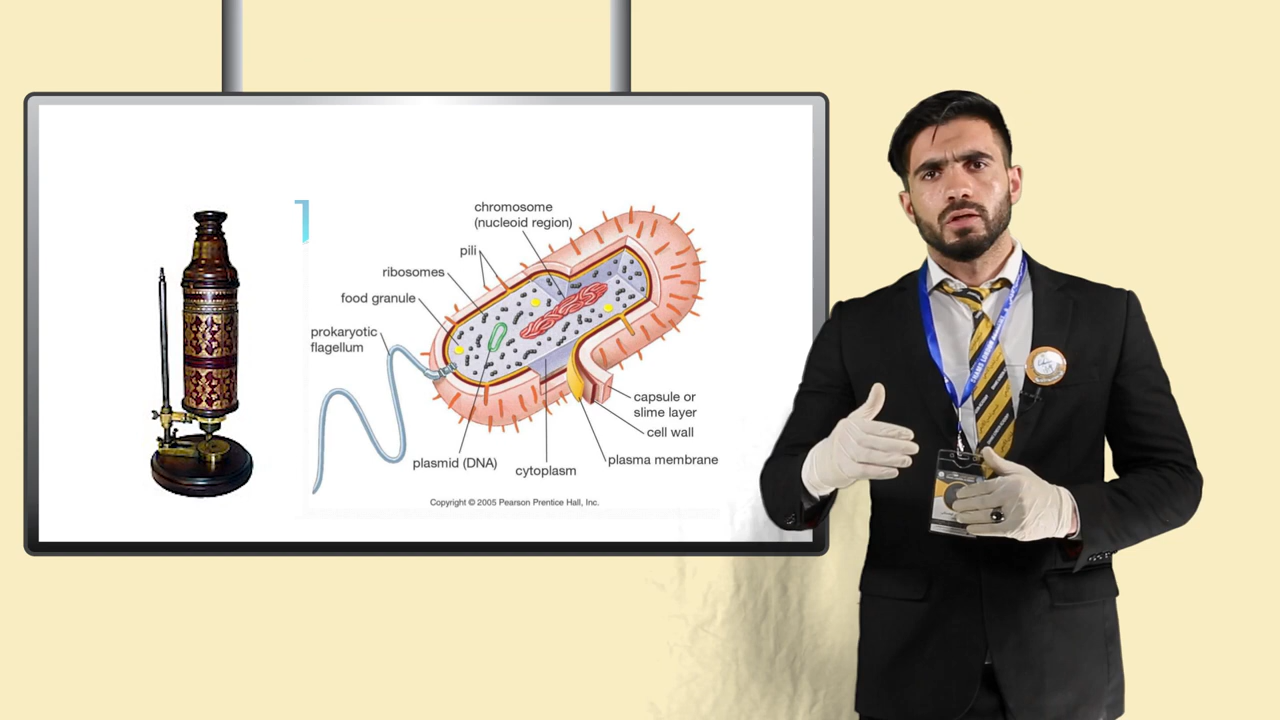 chromosome
(nucleoid region)
pili
ribosomes
food granule
prokaryotic
flagellum
capsule or
slime layer
cell wall
plasma membrane
plasmid (DNA)
cytoplasm
Copyright © 2005 Pearson Prentice Hall, Inc.